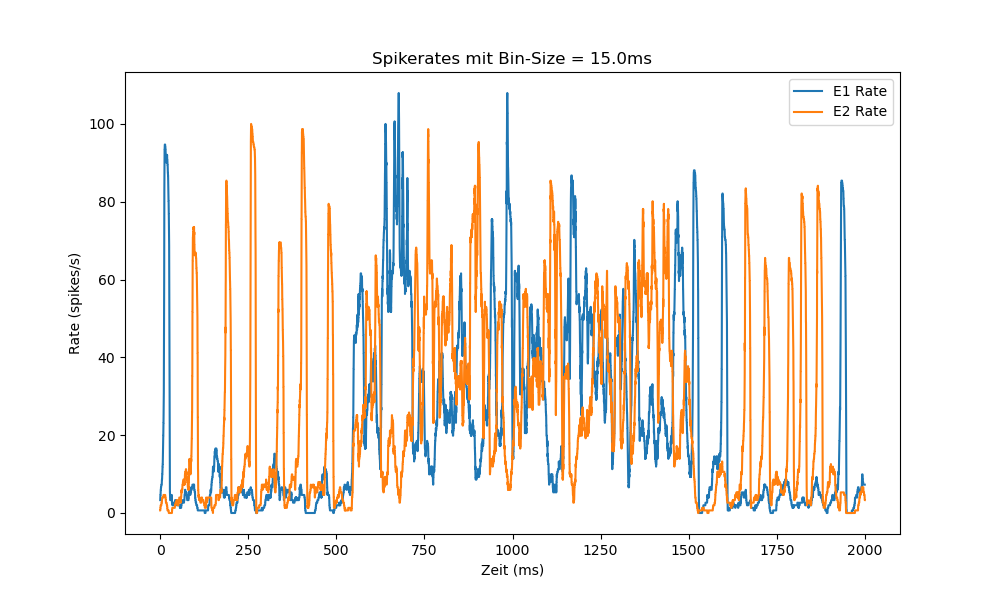 Spikerates mit Bin-Size = 15.0ms
E1 Rate
E2 Rate
Rate (spikes/s)
100
80
60
40
20
0
0 250 500 750 1000 1250 1500 1750 2000
Zeit (ms)